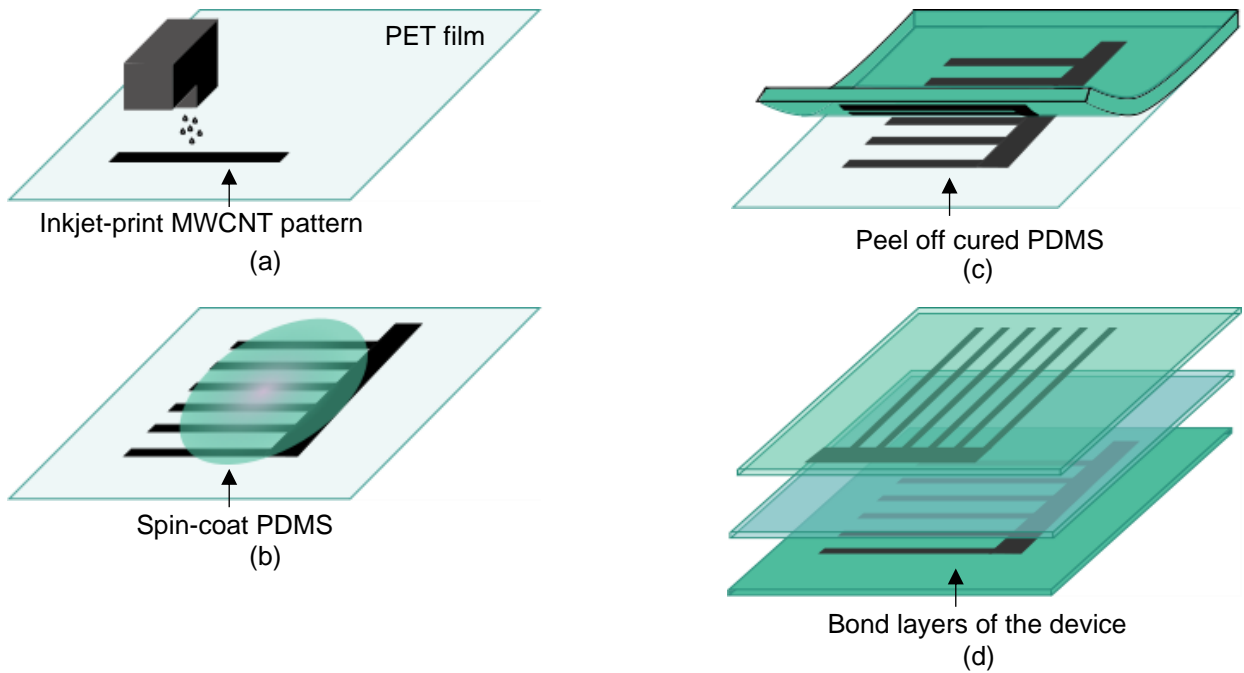 PET film
Inkjet-print MWCNT pattern
(a)
Spin-coat PDMS
(b)
Peel off cured PDMS
(c)
Bond layers of the device
(d)